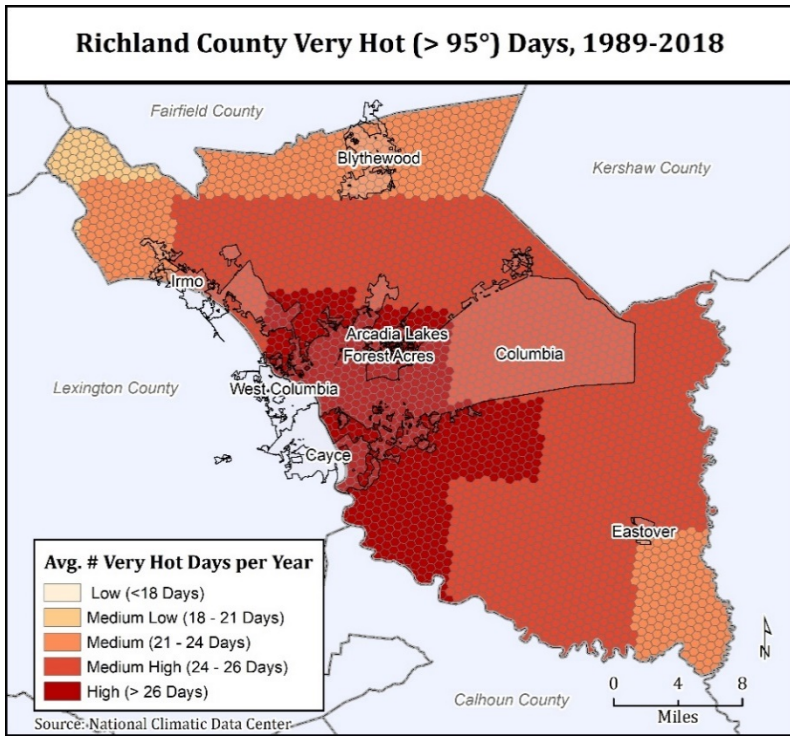 Richland County Very Hot (> 95°) Days, 1989-2018
Fairfield County
Blythewood
Kershaw County
Irmo
Arcadia Lakes
Forest Acres
Columbia
West Columbia
Lexington County
Cayce
Eastover
Avg. # Very Hot Days per Year
Low (<18 Days)
Medium Low (18 - 21 Days)
Medium (21 - 24 Days)
Medium High (24 - 26 Days)
High (> 26 Days)
Source: National Climatic Data Center
Calhoun County
N
0 4 8
Miles